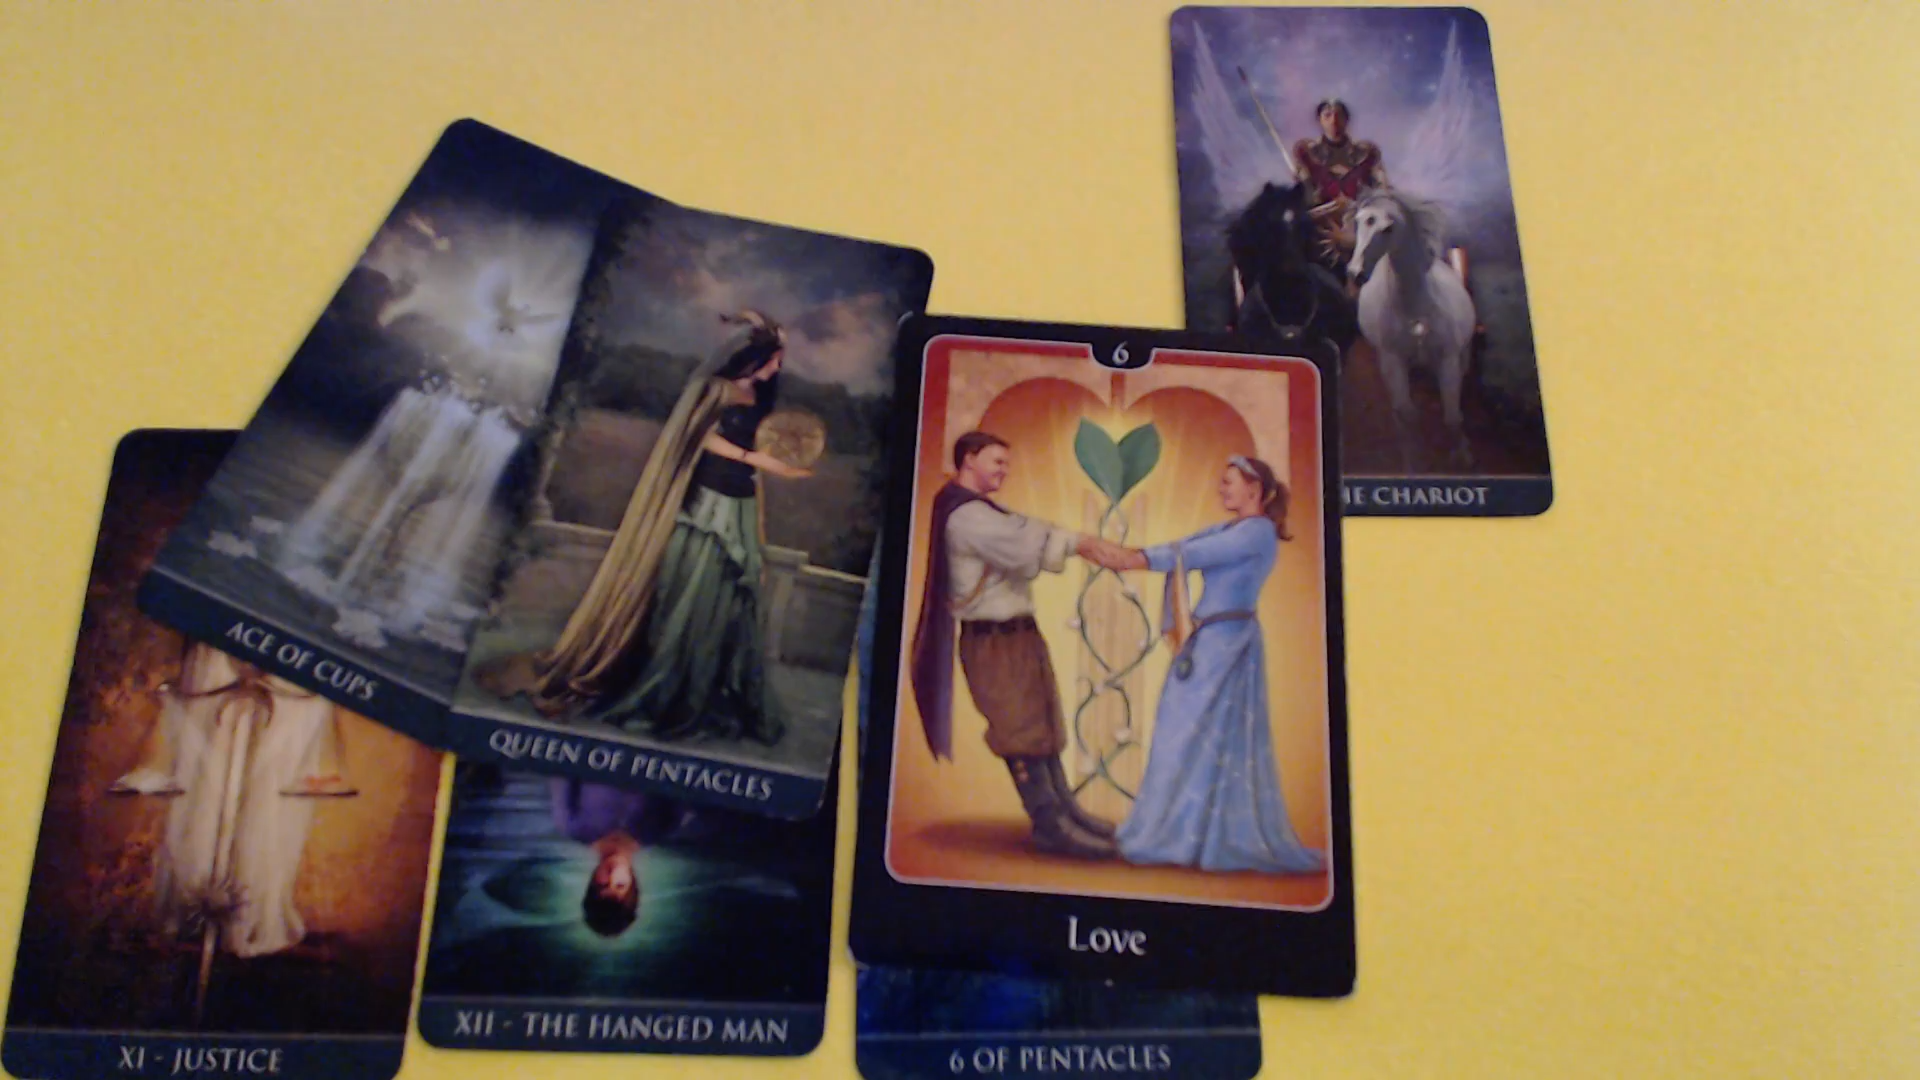 6
HE CHARIOT
ACE OF CUPS
QUEEN OF PENTACLES
Love
XI - JUSTICE
XII - THE HANGED MAN
6 OF PENTACLES